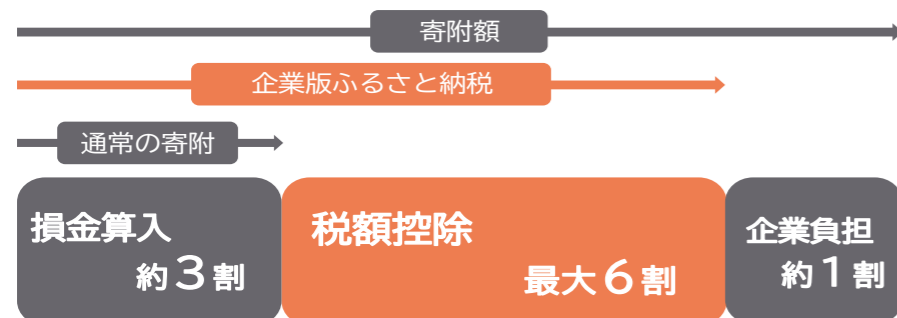 寄附額
企業版ふるさと納税
通常の寄附
損金算入
約3割
税額控除
最大6割
企業負担
約1割